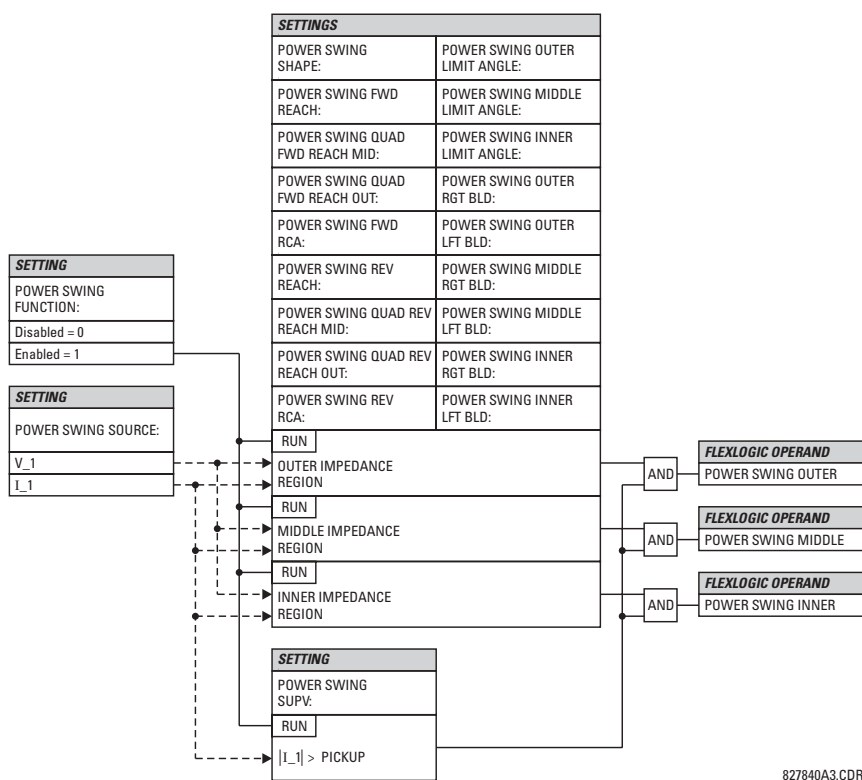 SETTINGS
POWER SWING
SHAPE:
POWER SWING OUTER
LIMIT ANGLE:
POWER SWING FWD
REACH:
POWER SWING MIDDLE
LIMIT ANGLE:
POWER SWING QUAD
FWD REACH MID:
POWER SWING INNER
LIMIT ANGLE:
POWER SWING QUAD
FWD REACH OUT:
POWER SWING OUTER
RGT BLD:
POWER SWING FWD
RCA:
POWER SWING OUTER
LFT BLD:
POWER SWING REV
REACH:
POWER SWING MIDDLE
RGT BLD:
POWER SWING QUAD REV
REACH MID:
POWER SWING MIDDLE
LFT BLD:
POWER SWING QUAD REV
REACH OUT:
POWER SWING INNER
RGT BLD:
POWER SWING REV
RCA:
POWER SWING INNER
LFT BLD:
SETTING
POWER SWING
FUNCTION:
Disabled = 0
Enabled = 1
SETTING
POWER SWING SOURCE:
V_1
I_1
RUN
OUTER IMPEDANCE
REGION
RUN
MIDDLE IMPEDANCE
REGION
RUN
INNER IMPEDANCE
REGION
AND
FLEXLOGIC OPERAND
POWER SWING OUTER
AND
FLEXLOGIC OPERAND
POWER SWING MIDDLE
AND
FLEXLOGIC OPERAND
POWER SWING INNER
SETTING
POWER SWING
SUPV:
RUN
|I_1| > PICKUP
827840A3.CDR